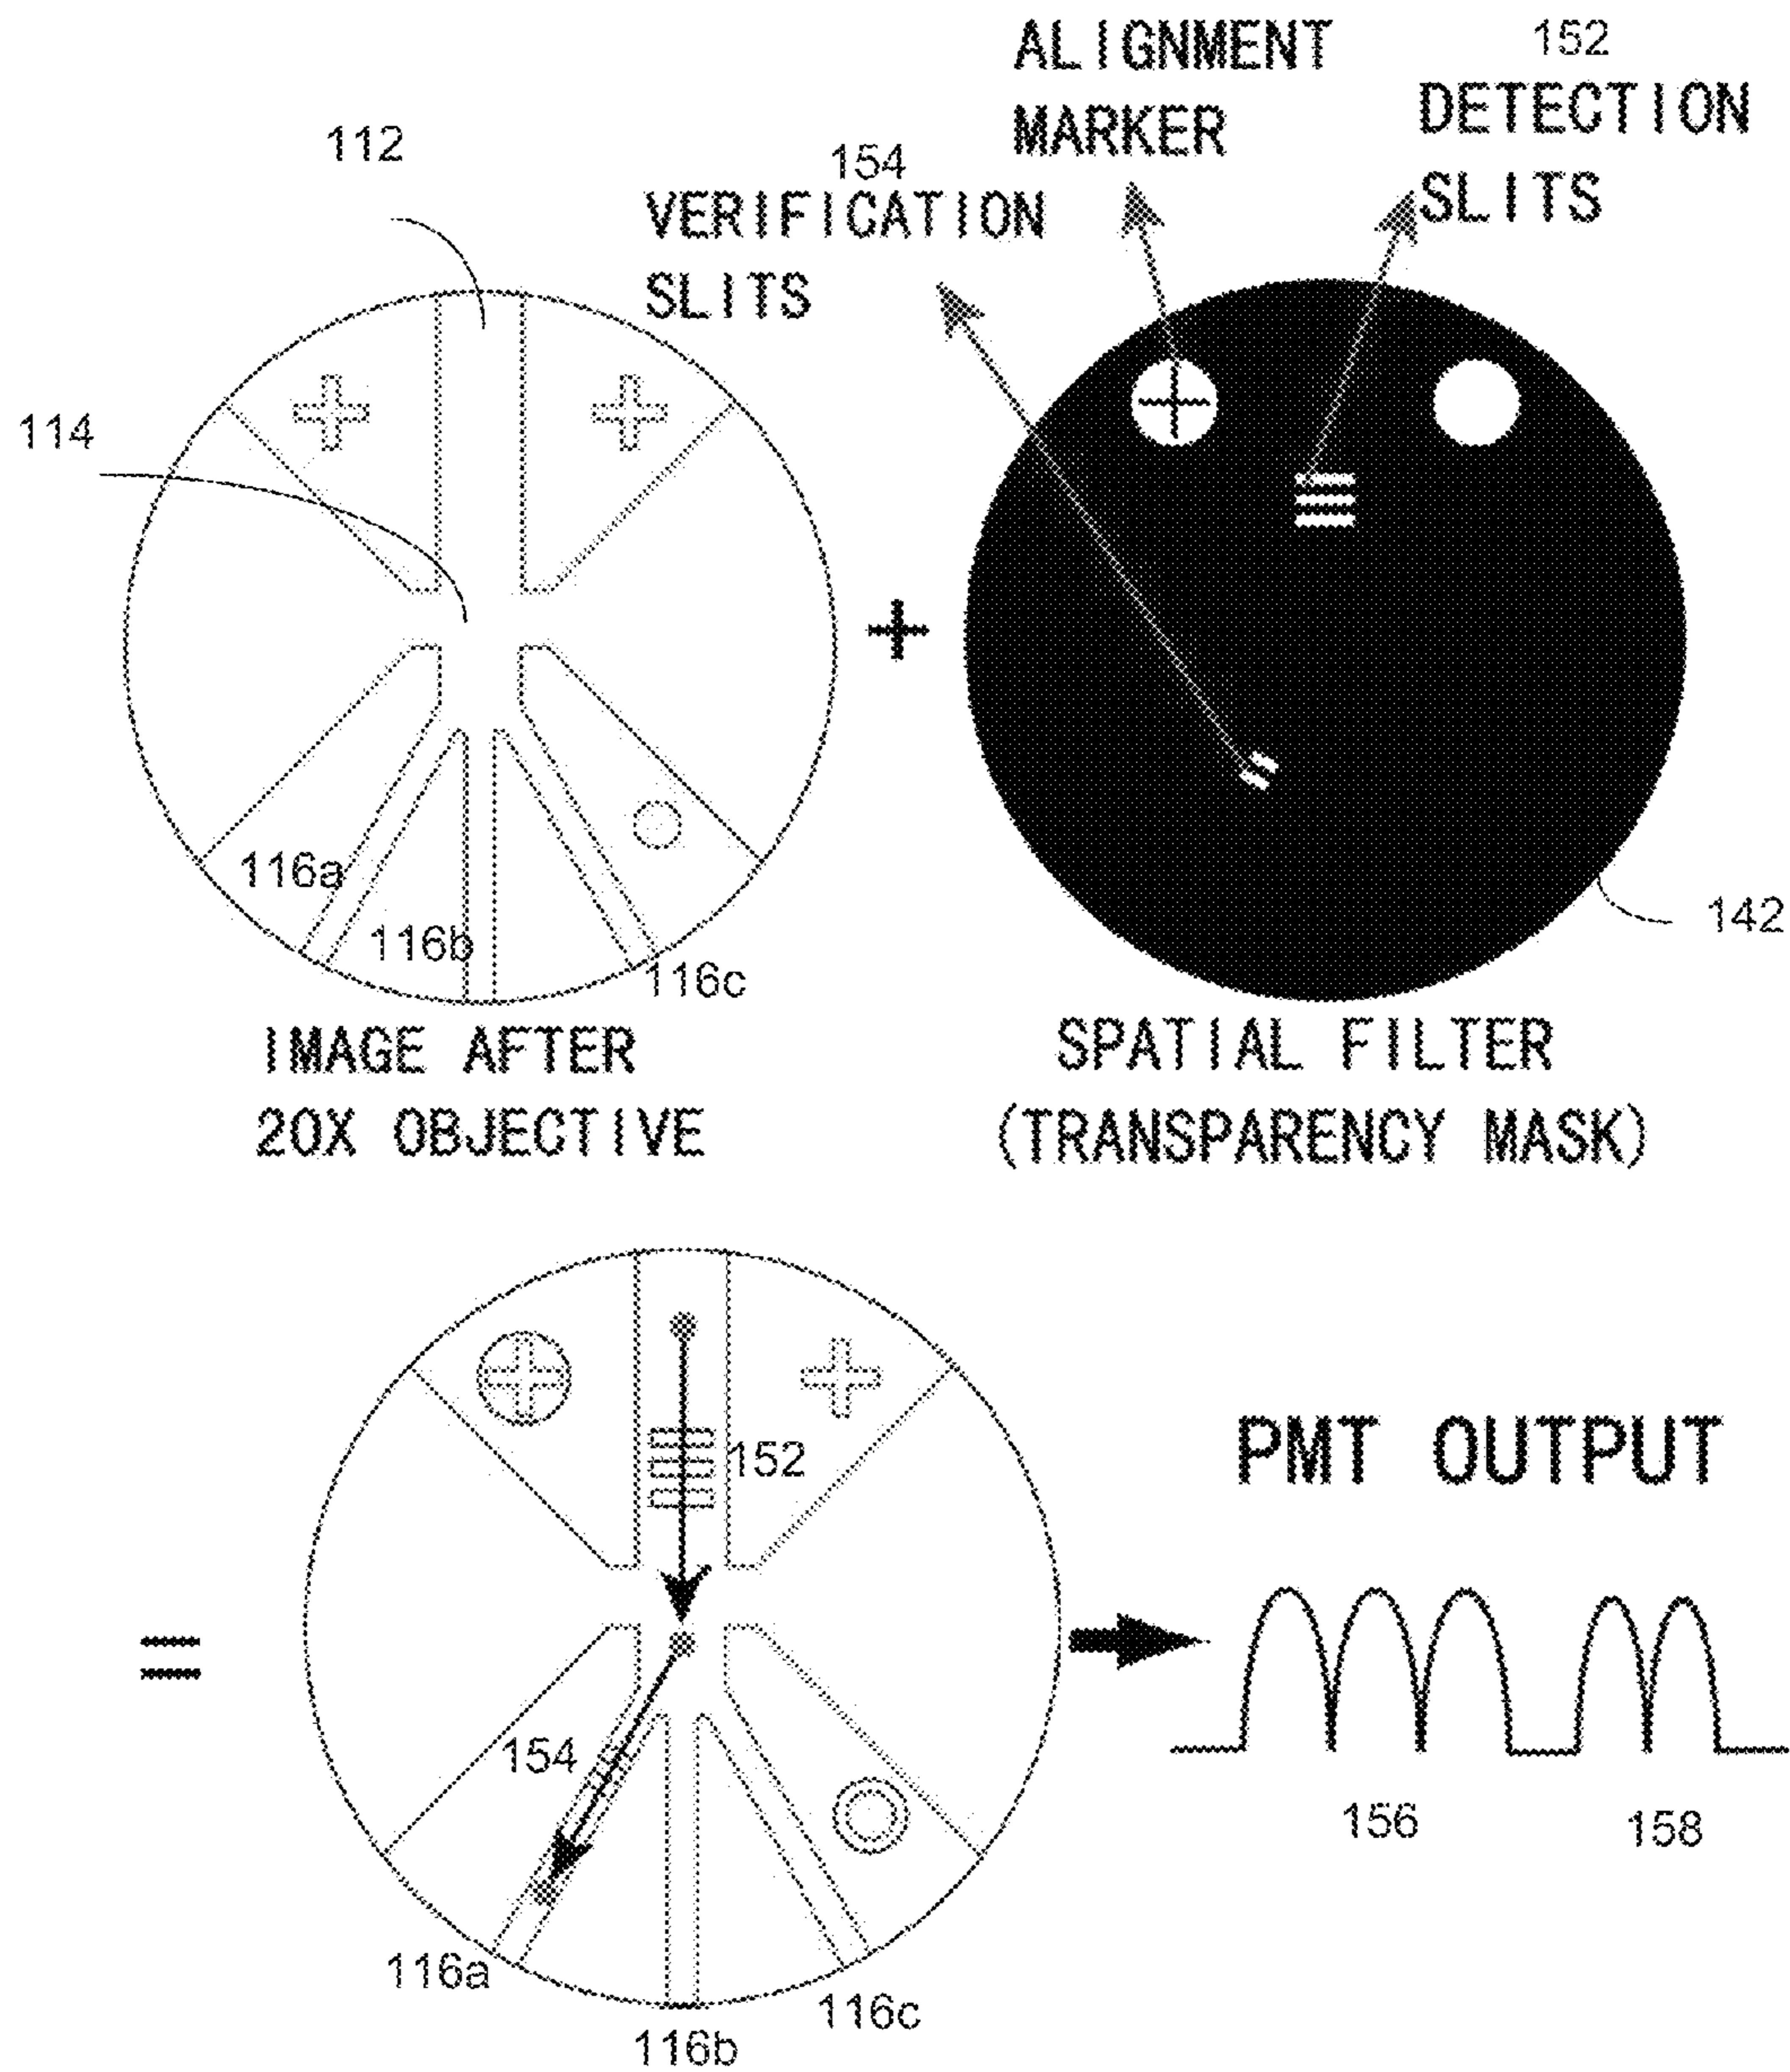 ALIGNMENT
MARKER
152
DETECTION
SLITS
154
VERIFICATION
SLITS
112
114
116a
116b
116c
142
+
IMAGE AFTER
20X OBJECTIVE
SPATIAL FILTER
(TRANSPARENCY MASK)
=
152
154
116a
116b
116c
PMT OUTPUT
156
158